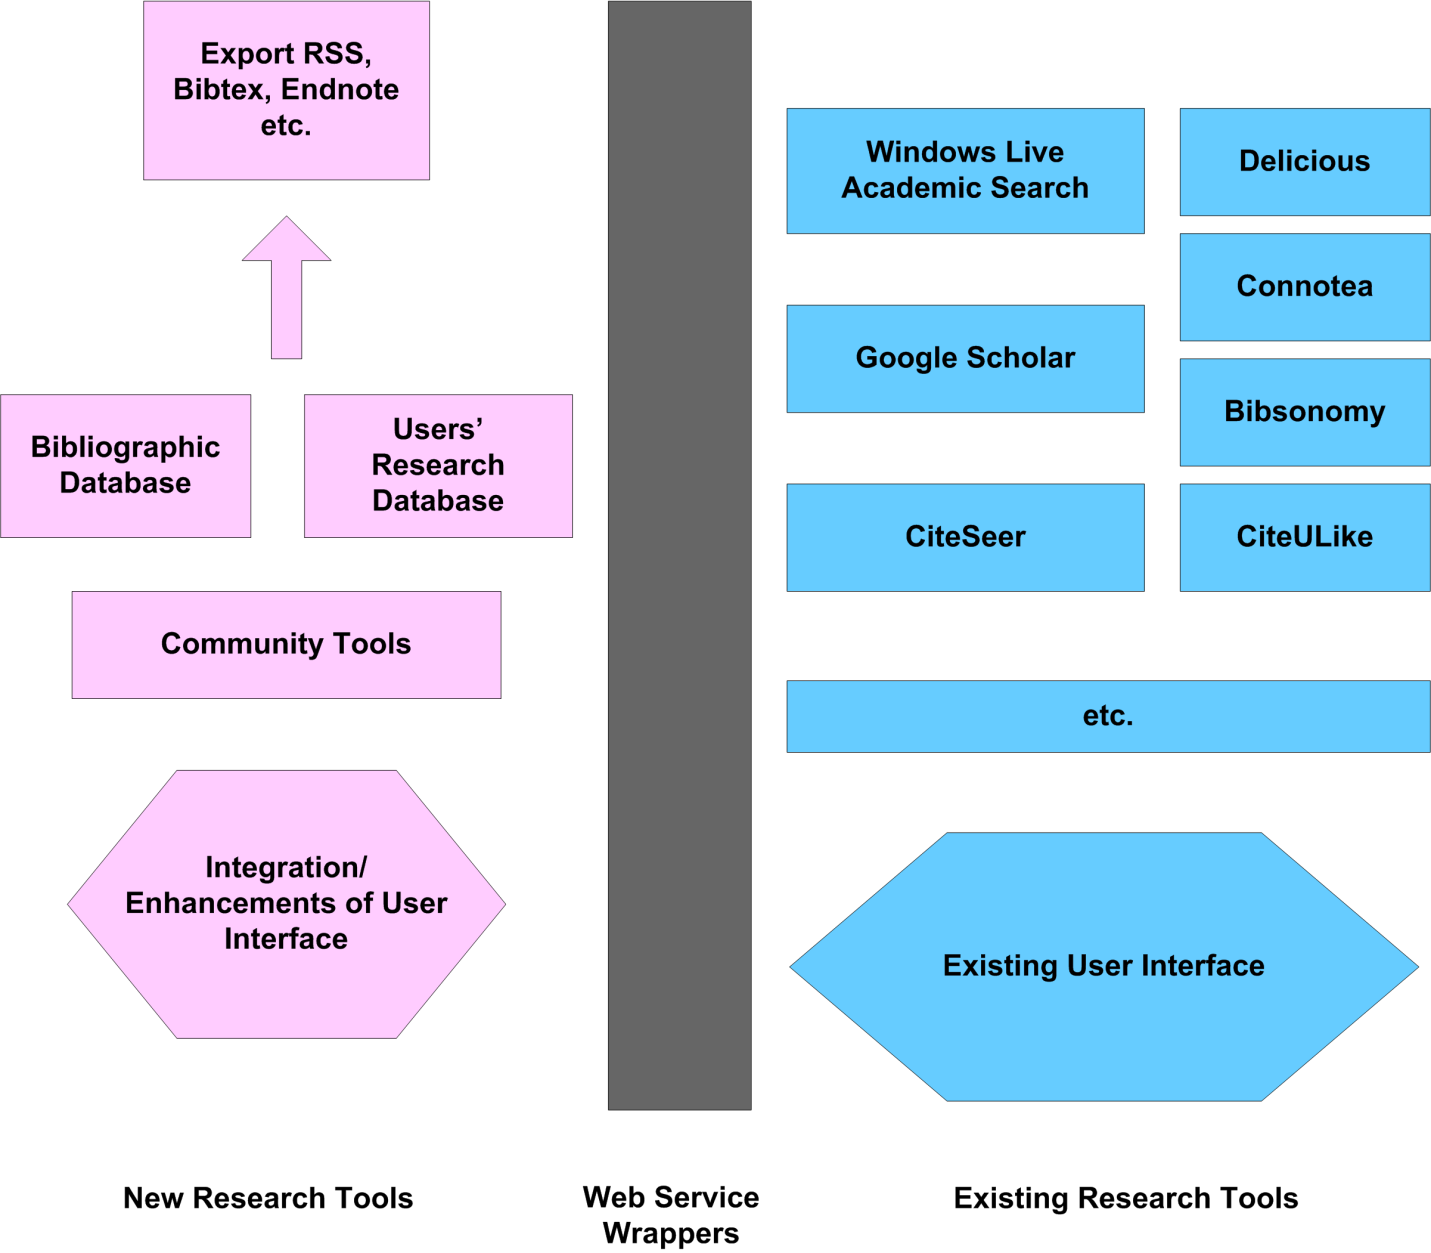 Export RSS,
Bibtex, Endnote
etc.
Bibliographic
Database
Users’
Research
Database
Community Tools
Integration/
Enhancements of User
Interface
New Research Tools
Web Service
Wrappers
Windows Live
Academic Search
Google Scholar
CiteSeer
Delicious
Connotea
Bibsonomy
CiteULike
etc.
Existing User Interface
Existing Research Tools